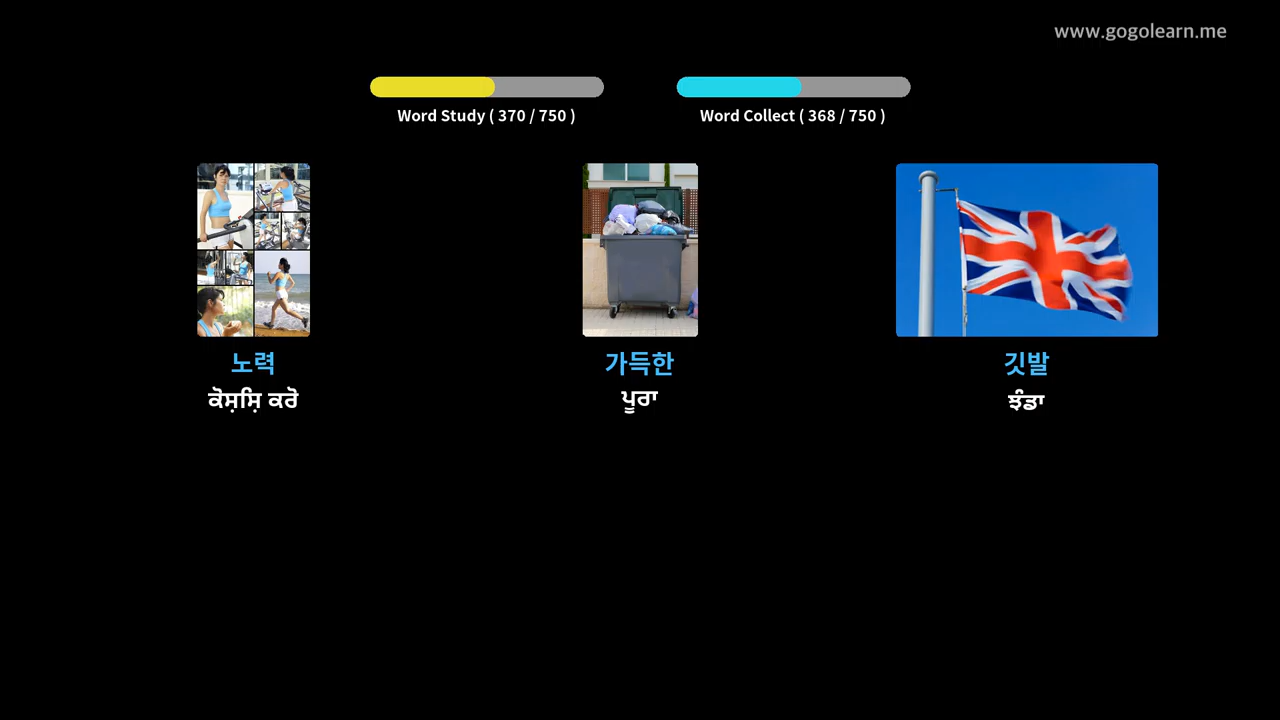 www.gogolearn.me
Word Study ( 370 / 750 )
Word Collect ( 368 / 750 )
노력
ਕੋਸ਼ਸ਼ਿ ਕਰੋ
가득한
ਪੂਰਾ
깃발
ਝੰਡਾ